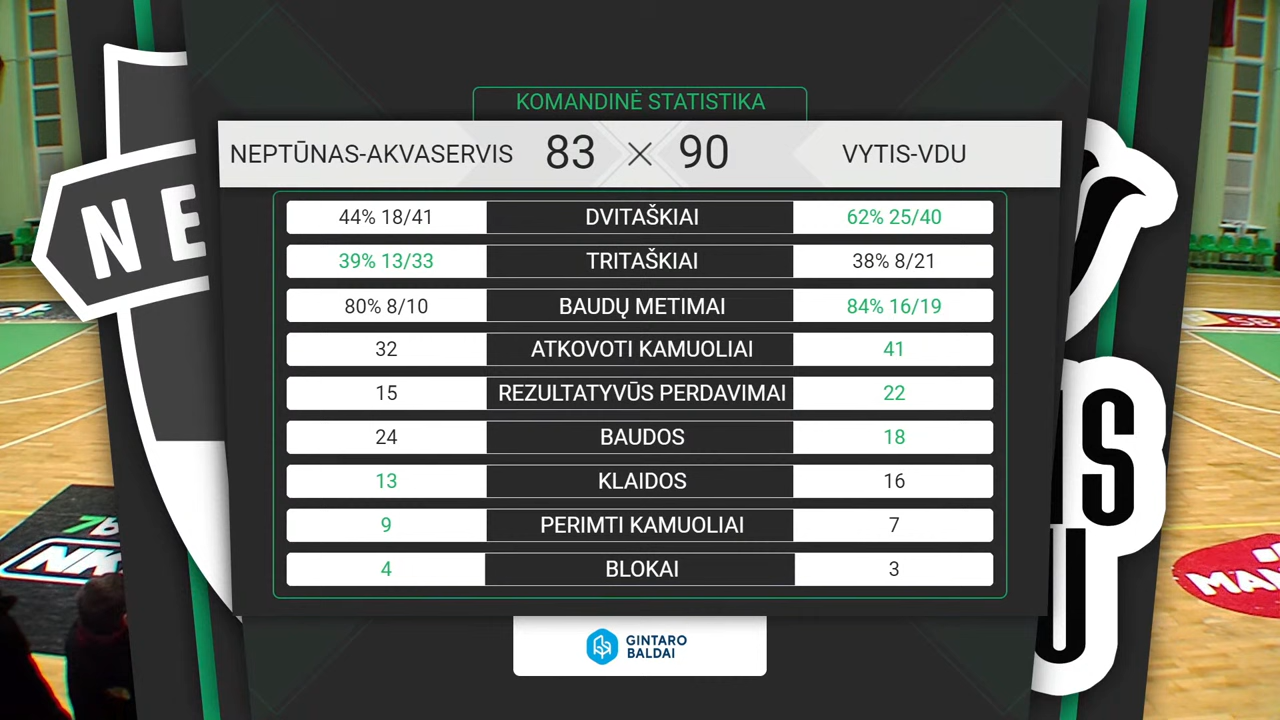 KOMANDINĖ STATISTIKA
NEPTŪNAS-AKVASERVIS 83 × 90 VYTIS-VDU
44% 18/41 DVITAŠKIAI 62% 25/40
39% 13/33 TRITAŠKIAI 38% 8/21
80% 8/10 BAUDŲ METIMAI 84% 16/19
32 ATKOVOTI KAMUOLIAI 41
15 REZULTATYVŪS PERDAVIMAI 22
24 BAUDOS 18
13 KLAIDOS 16
9 PERIMTI KAMUOLIAI 7
4 BLOKAI 3
GINTARO
BALDAI